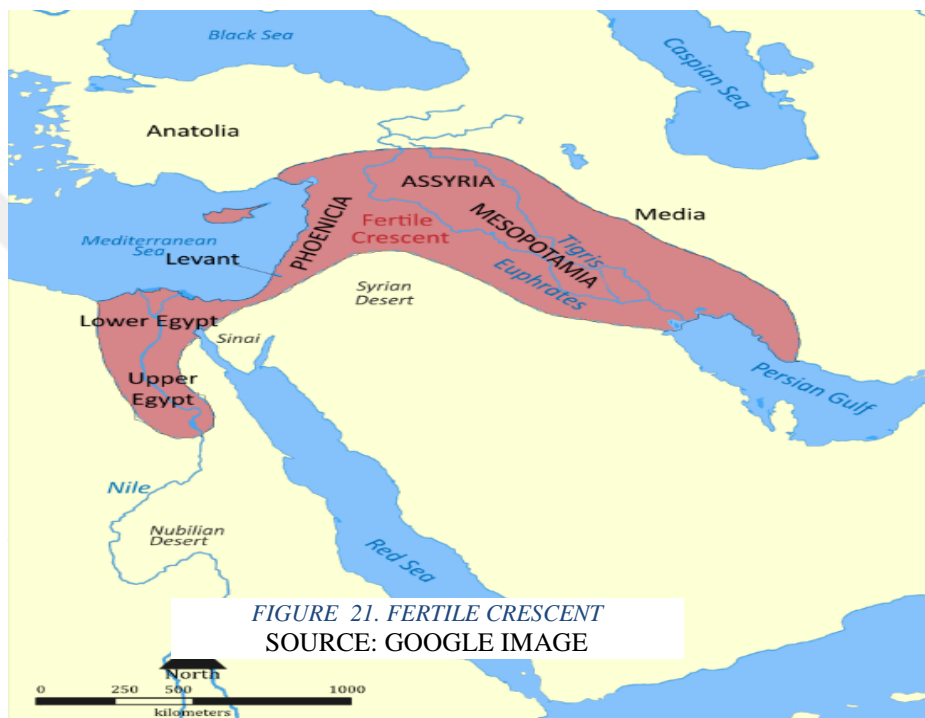 Black Sea
Caspian Sea
Anatolia
ASSYRIA
PHOENICIA
Fertile
Crescent
MESOPOTAMIA
Tigris
Media
Mediterranean
Sea
Levant
Euphrates
Syrian
Desert
Lower Egypt
Sinai
Upper
Egypt
Persian Gulf
Nile
Nubilian
Desert
Red Sea
FIGURE 21. FERTILE CRESCENT
SOURCE: GOOGLE IMAGE
North
0 250 500 1000
kilometers